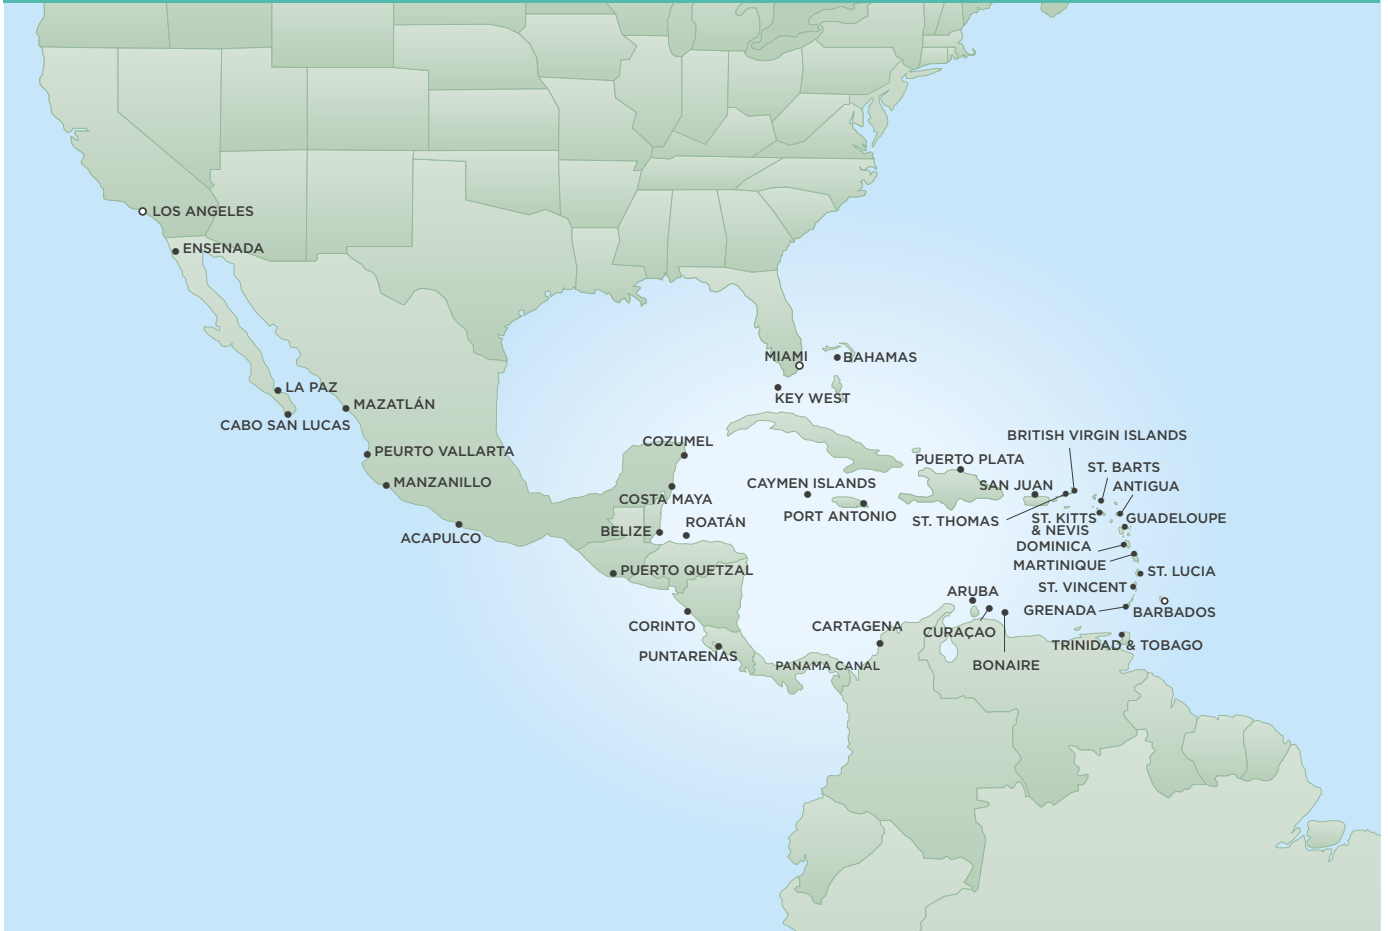 LOS ANGELES
ENSENADA
MIAMI
BAHAMAS
LA PAZ
KEY WEST
MAZATLÁN
CABO SAN LUCAS
BRITISH VIRGIN ISLANDS
COZUMEL
PEURTO VALLARTA
PUERTO PLATA
ST. BARTS
MANZANILLO
CAYMEN ISLANDS
SAN JUAN
ANTIGUA
COSTA MAYA
PORT ANTONIO
ST. THOMAS
ST. KITTS
& NEVIS
GUADELOUPE
ROATÁN
BELIZE
ACAPULCO
DOMINICA
MARTINIQUE
PUERTO QUETZAL
ST. LUCIA
ST. VINCENT
ARUBA
GRENADA
BARBADOS
CORINTO
CARTAGENA
CURAÇAO
TRINIDAD & TOBAGO
PUNTARENAS
PANAMA CANAL
BONAIRE